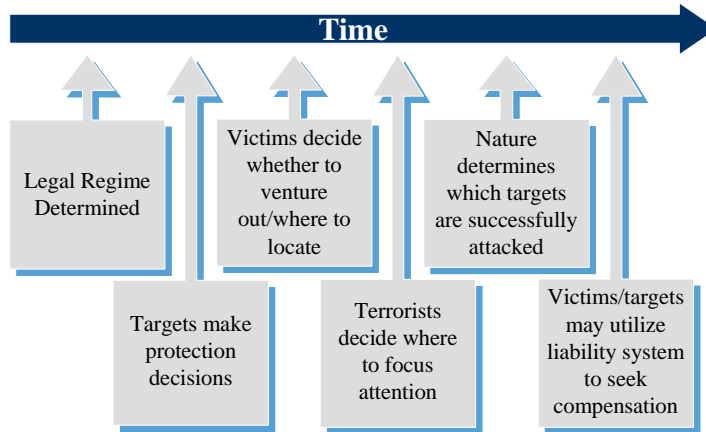 Time
Legal Regime
Determined
Targets make
protection
decisions
Victims decide
whether to
venture
out/where to
locate
Terrorists
decide where
to focus
attention
Nature
determines
which targets
are successfully
attacked
Victims/targets
may utilize
liability system
to seek
compensation